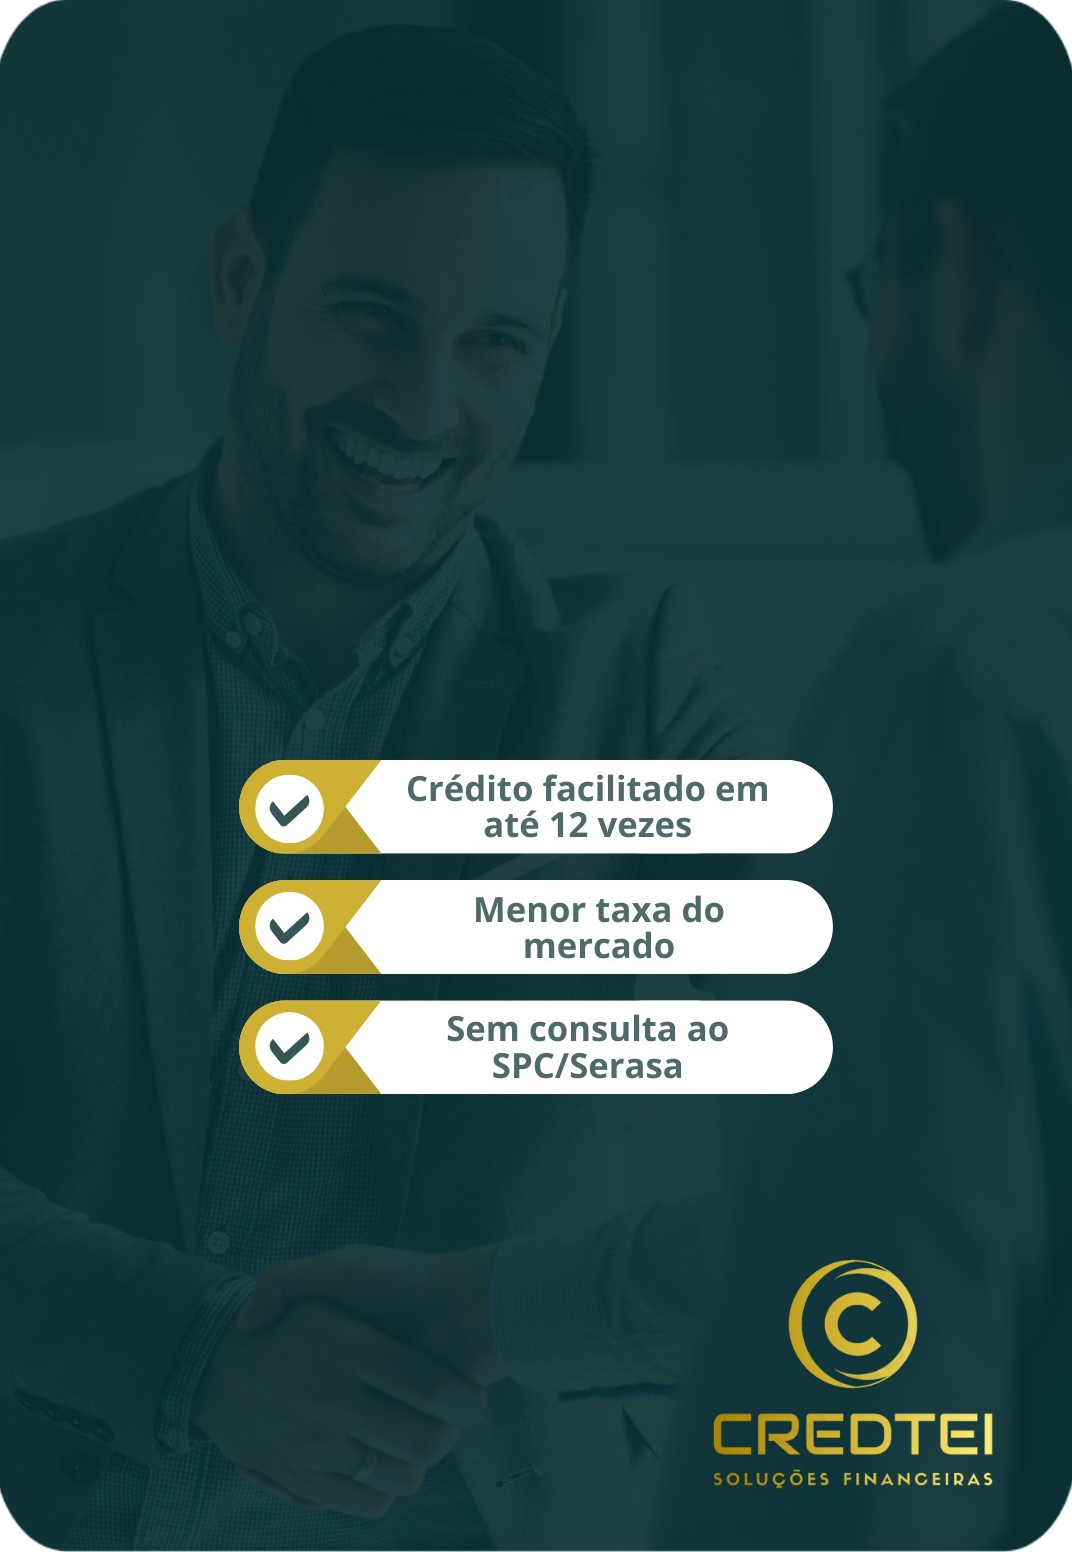 Crédito facilitado em
até 12 vezes
Menor taxa do
mercado
Sem consulta ao
SPC/Serasa
C
CREDTEI
SOLUÇÕES FINANCEIRAS